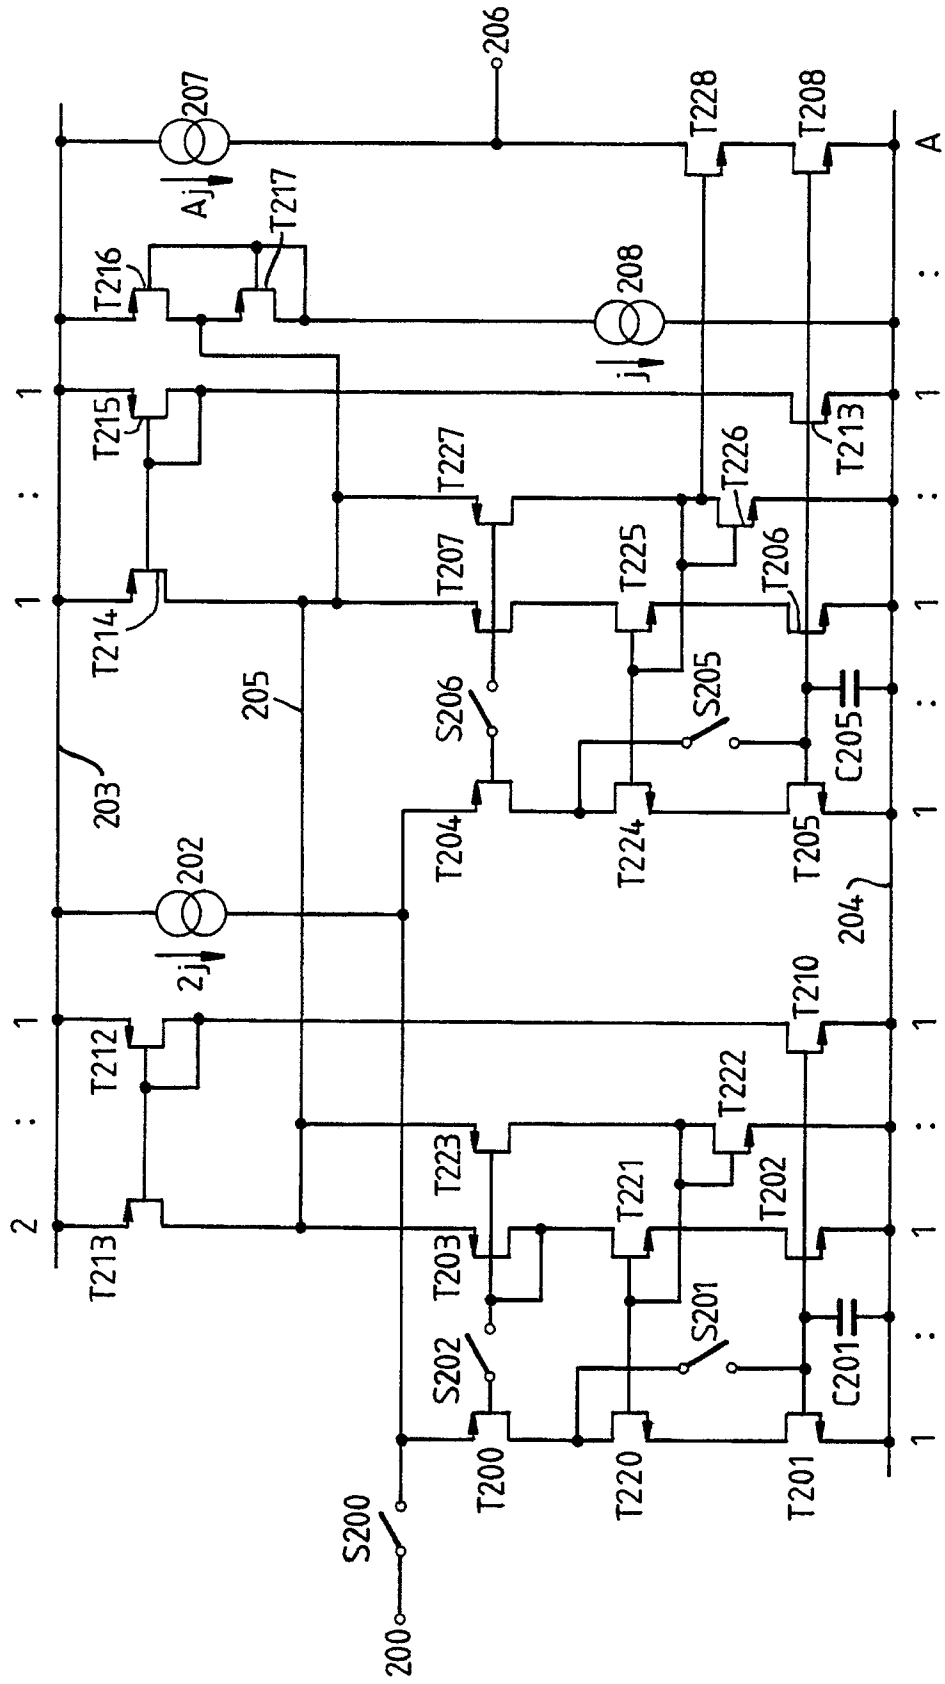 2 : 1
1 : 1
T213
T212
2j
202
203
T214
T215
T216
Aj
207
205
T217
200
S200
S202
T203
T223
T204
S206
T207
T227
206
T200
T220
T221
T222
T224
T225
T226
j
208
T228
S201
S205
T201
C201
T202
T210
T205
C205
T206
T213
T208
204
1 : 1 : 1
1 : 1 : 1 : A